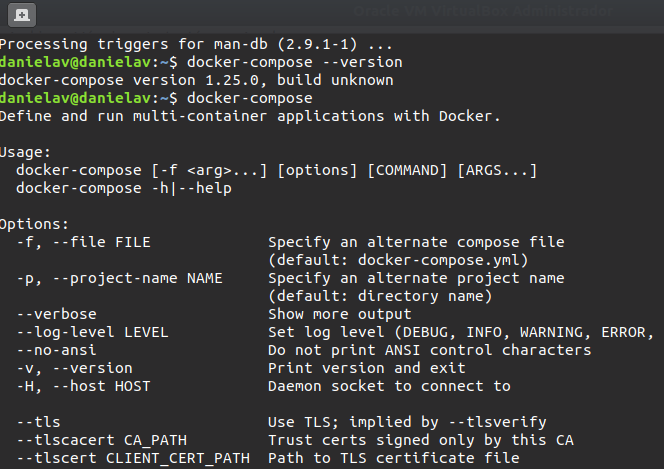 Oracle VM VirtualBox Administrador
Processing triggers for man-db (2.9.1-1) ...
danielav@danielav:~$ docker-compose --version
docker-compose version 1.25.0, build unknown
danielav@danielav:~$ docker-compose
Define and run multi-container applications with Docker.

Usage:
  docker-compose [-f <arg>...] [options] [COMMAND] [ARGS...]
  docker-compose -h|--help

Options:
  -f, --file FILE             Specify an alternate compose file
                              (default: docker-compose.yml)
  -p, --project-name NAME     Specify an alternate project name
                              (default: directory name)
  --verbose                   Show more output
  --log-level LEVEL           Set log level (DEBUG, INFO, WARNING, ERROR,
  --no-ansi                   Do not print ANSI control characters
  -v, --version               Print version and exit
  -H, --host HOST             Daemon socket to connect to

  --tls                       Use TLS; implied by --tlsverify
  --tlscacert CA_PATH         Trust certs signed only by this CA
  --tlscert CLIENT_CERT_PATH  Path to TLS certificate file